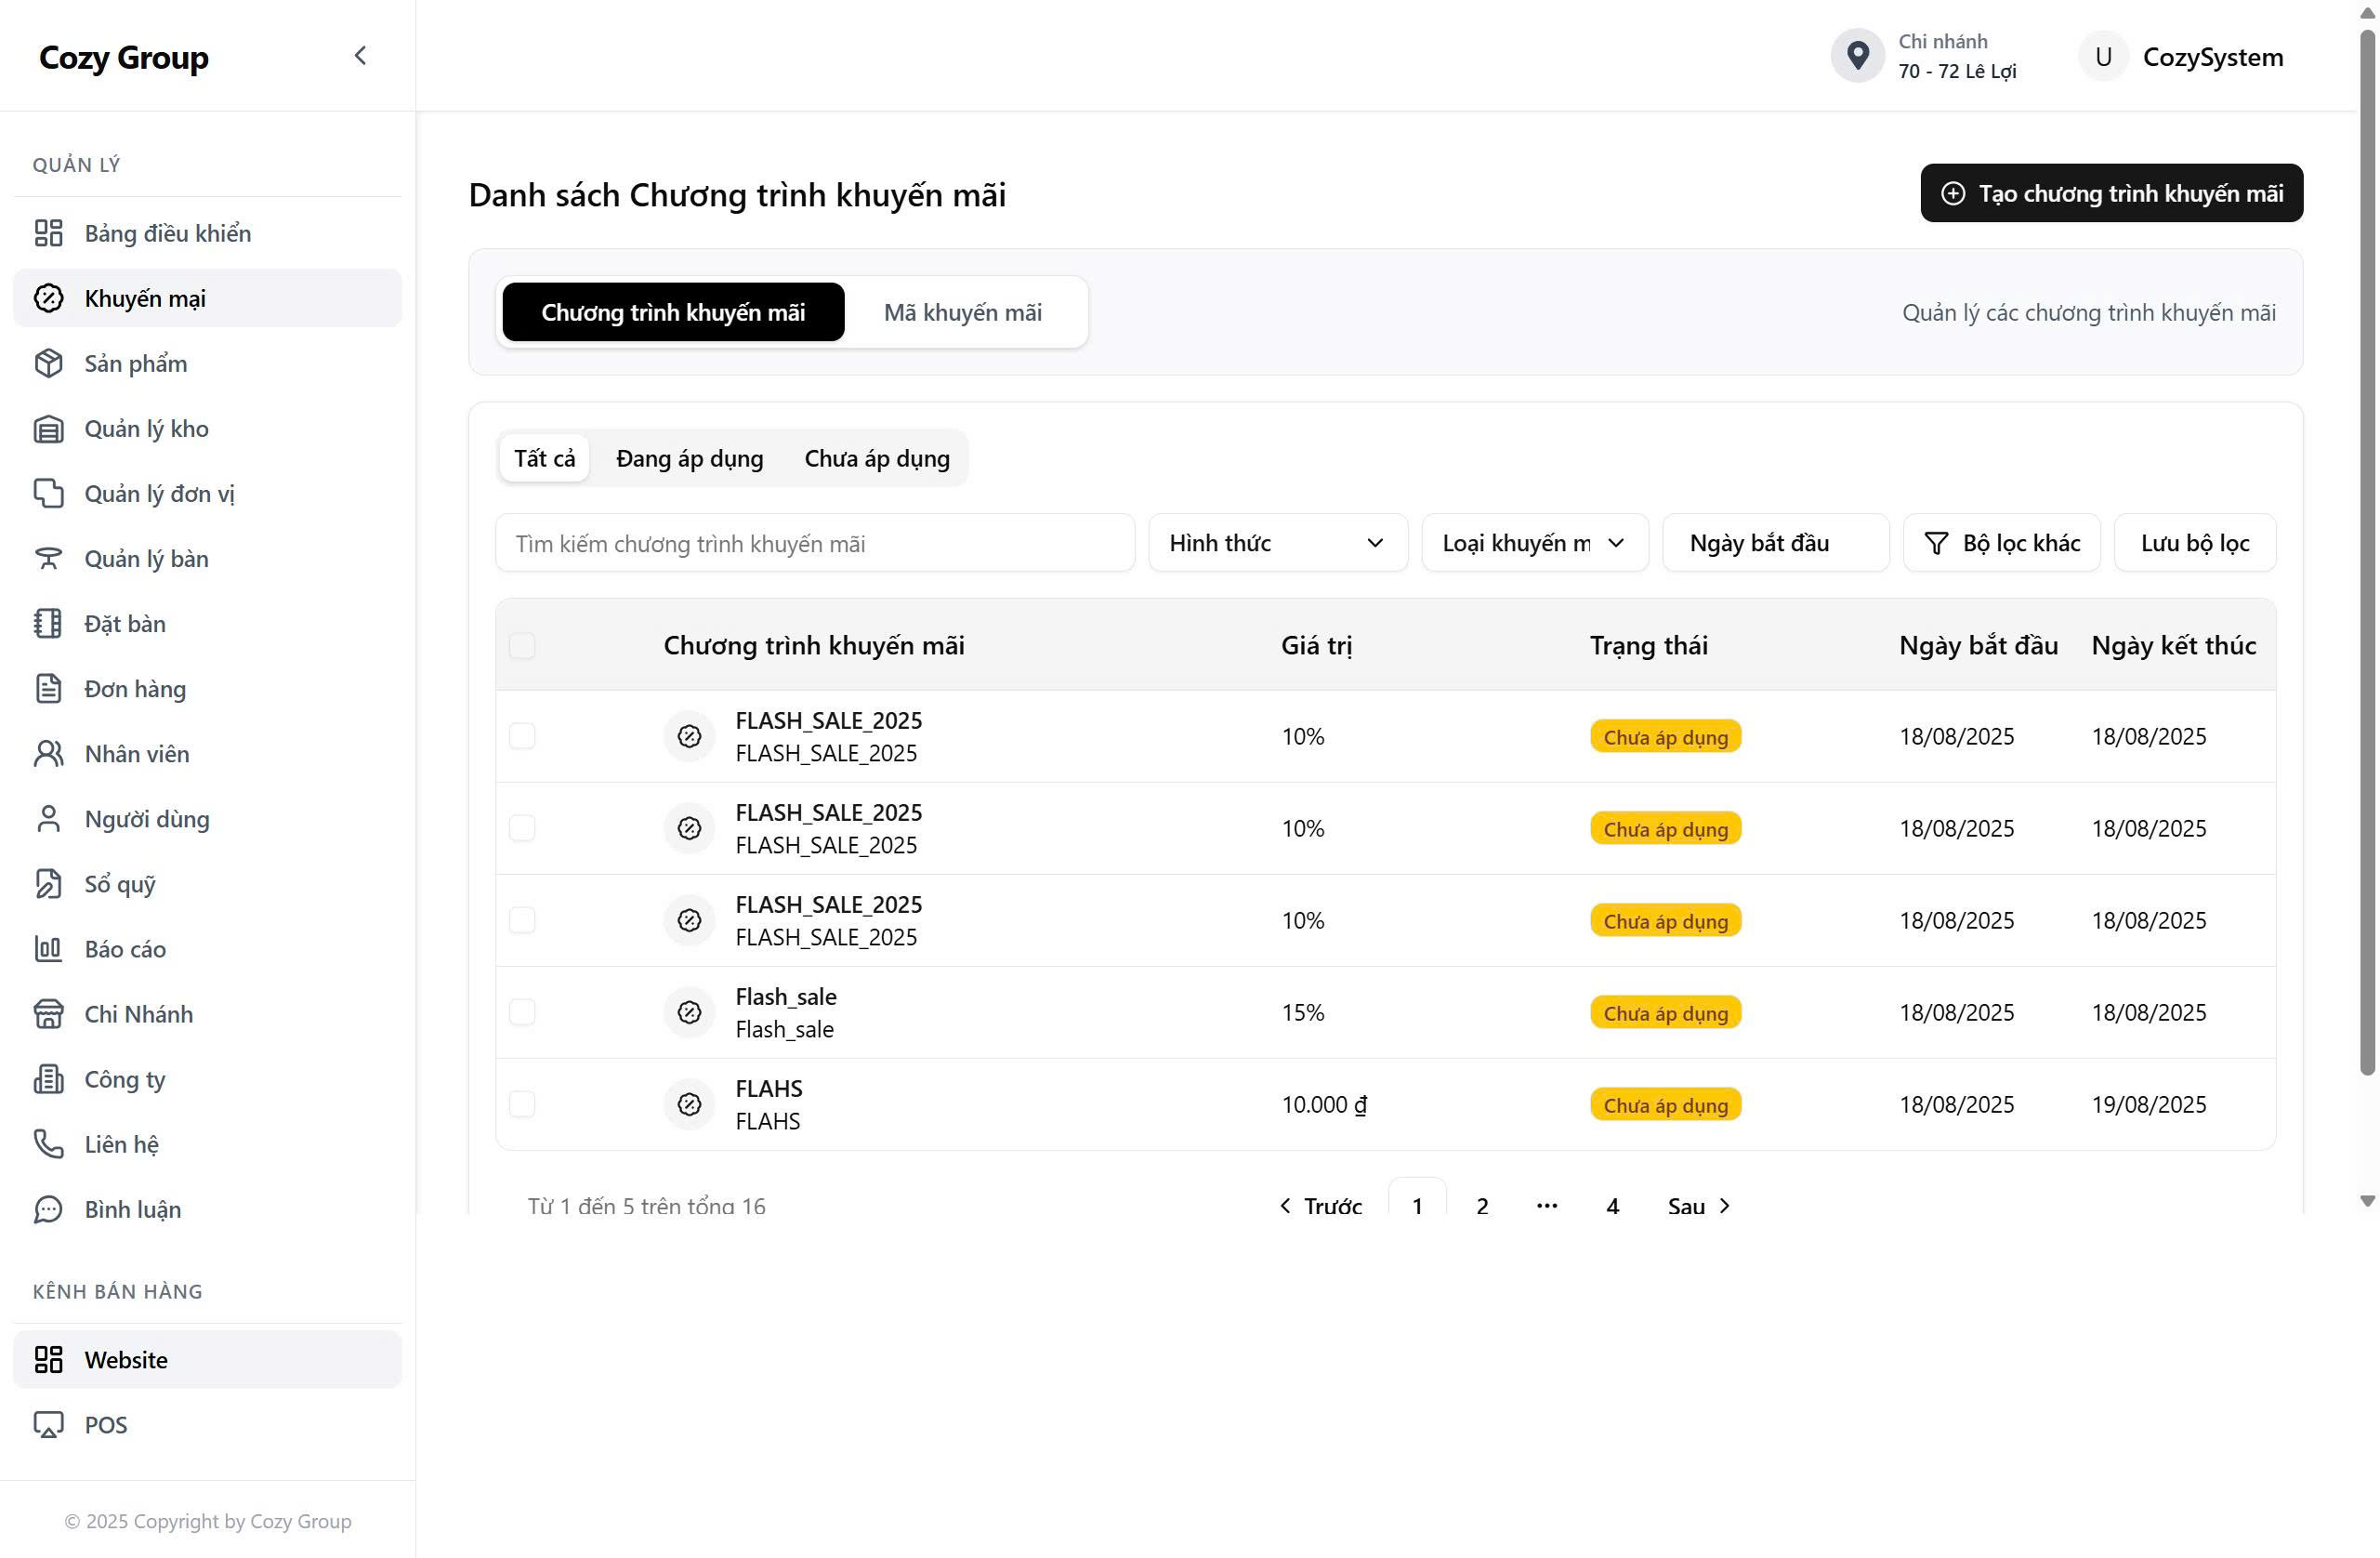 Cozy Group
Chi nhánh
70 - 72 Lê Lợi
U
CozySystem
QUẢN LÝ
Bảng điều khiển
Khuyến mại
Sản phẩm
Quản lý kho
Quản lý đơn vị
Quản lý bàn
Đặt bàn
Đơn hàng
Nhân viên
Người dùng
Sổ quỹ
Báo cáo
Chi Nhánh
Công ty
Liên hệ
Bình luận
KÊNH BÁN HÀNG
Website
POS
© 2025 Copyright by Cozy Group
Danh sách Chương trình khuyến mãi
Tạo chương trình khuyến mãi
Chương trình khuyến mãi
Mã khuyến mãi
Quản lý các chương trình khuyến mãi
Tất cả
Đang áp dụng
Chưa áp dụng
Tìm kiếm chương trình khuyến mãi
Hình thức
Loại khuyến m
Ngày bắt đầu
Bộ lọc khác
Lưu bộ lọc
Chương trình khuyến mãi Giá trị Trạng thái Ngày bắt đầu Ngày kết thúc
FLASH_SALE_2025
FLASH_SALE_2025
10% Chưa áp dụng 18/08/2025 18/08/2025
FLASH_SALE_2025
FLASH_SALE_2025
10% Chưa áp dụng 18/08/2025 18/08/2025
FLASH_SALE_2025
FLASH_SALE_2025
10% Chưa áp dụng 18/08/2025 18/08/2025
Flash_sale
Flash_sale
15% Chưa áp dụng 18/08/2025 18/08/2025
FLAHS
FLAHS
10.000 ₫ Chưa áp dụng 18/08/2025 19/08/2025
Từ 1 đến 5 trên tổng 16
Trước 1 2 ••• 4 Sau